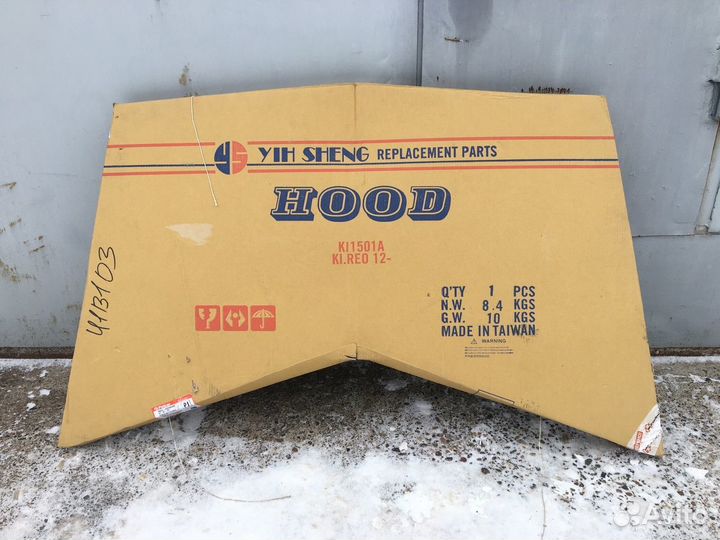 YS YIH SHENG REPLACEMENT PARTS
HOOD
KI1501A
KI.REO 12-
Q'TY 1 PCS
N.W. 8.4 KGS
G.W. 10 KGS
MADE IN TAIWAN
WARNING
Avito